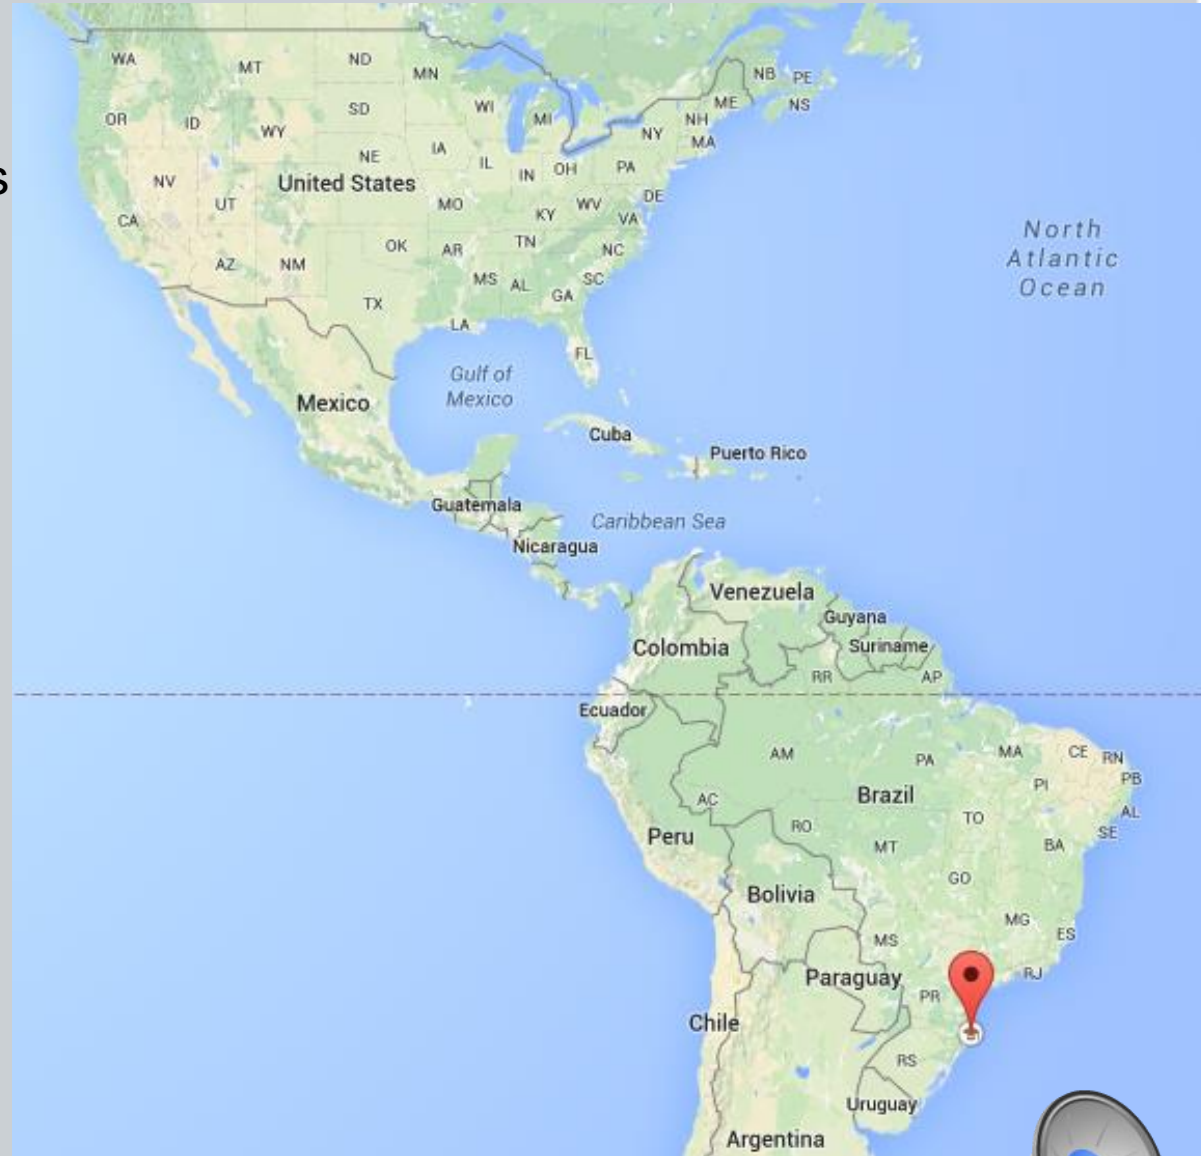 WA
MT
ND
MN
NB
PE
OR
ID
WY
SD
WI
MI
ME
NS
NH
NY
MA
s
NV
UT
NE
IA
IL
IN
OH
PA
United States
CA
MO
KY
WV
DE
VA
AZ
NM
OK
AR
TN
NC
MS
AL
SC
GA
TX
LA
FL
North
Atlantic
Ocean
Gulf of
Mexico
Mexico
Cuba
Puerto Rico
Guatemala
Caribbean Sea
Nicaragua
Venezuela
Guyana
Colombia
Suriname
RR
AP
Ecuador
AM
PA
MA
CE
RN
PI
PB
AC
Brazil
AL
TO
SE
Peru
RO
MT
BA
GO
Bolivia
MG
ES
MS
RJ
Paraguay
PR
Chile
RS
Uruguay
Argentina